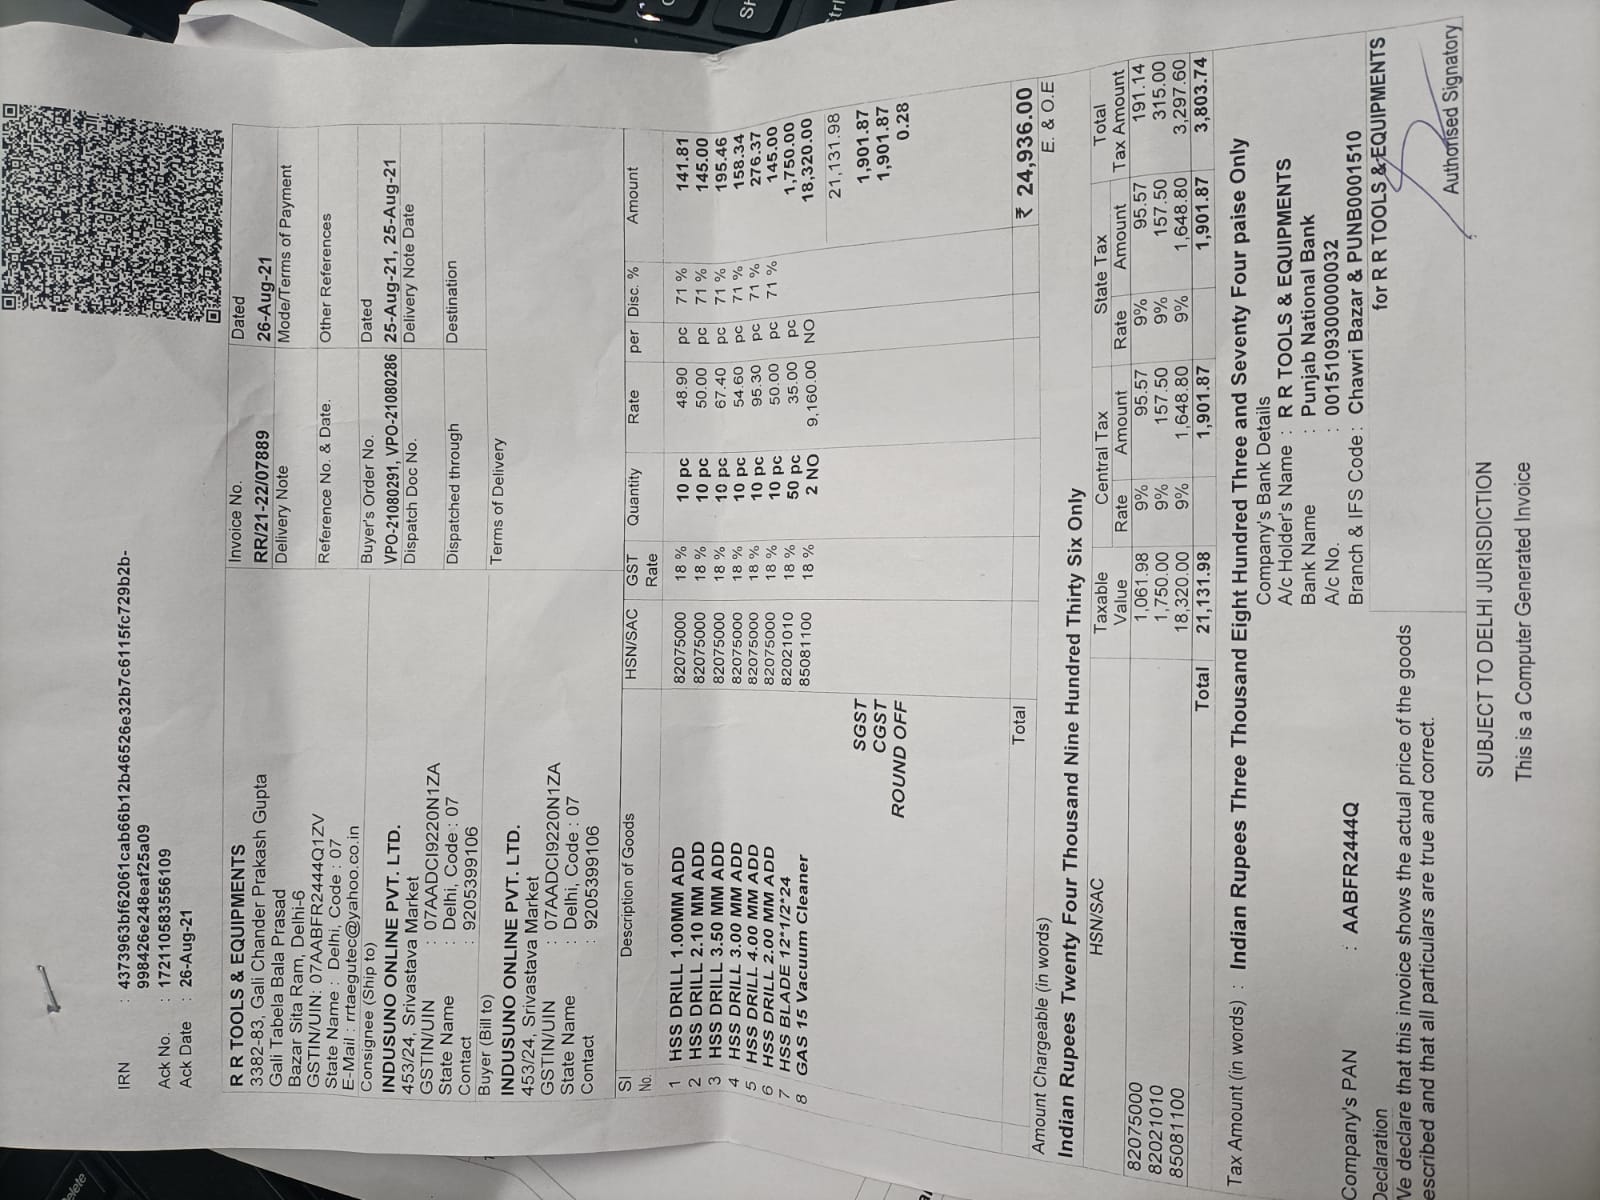 IRN : 4373963bf62061cab66b12b46526e32b7c6115fc729b2b-
998426e248eaf25a09
Ack No. : 172110583556109
Ack Date : 26-Aug-21
R R TOOLS & EQUIPMENTS
3382-83, Gali Chander Prakash Gupta
Gali Tabela Bala Prasad
Bazar Sita Ram, Delhi-6
GSTIN/UIN: 07AABFR2444Q1ZV
State Name : Delhi, Code : 07
E-Mail : rrtaegutec@yahoo.co.in
Invoice No. Dated
RR/21-22/07889 26-Aug-21
Delivery Note Mode/Terms of Payment
Reference No. & Date. Other References
Buyer's Order No. Dated
VPO-21080291, VPO-21080286 25-Aug-21, 25-Aug-21
Dispatch Doc No. Delivery Note Date
Dispatched through Destination
Terms of Delivery
Consignee (Ship to)
INDUSUNO ONLINE PVT. LTD.
453/24, Srivastava Market
GSTIN/UIN : 07AADCI9220N1ZA
State Name : Delhi, Code : 07
Contact : 9205399106
Buyer (Bill to)
INDUSUNO ONLINE PVT. LTD.
453/24, Srivastava Market
GSTIN/UIN : 07AADCI9220N1ZA
State Name : Delhi, Code : 07
Contact : 9205399106
Sl No. Description of Goods HSN/SAC GST Rate Quantity Rate per Disc. % Amount
1 HSS DRILL 1.00MM ADD 82075000 18 % 10 pc 48.90 pc 71 % 141.81
2 HSS DRILL 2.10 MM ADD 82075000 18 % 10 pc 50.00 pc 71 % 145.00
3 HSS DRILL 3.50 MM ADD 82075000 18 % 10 pc 67.40 pc 71 % 195.46
4 HSS DRILL 3.00 MM ADD 82075000 18 % 10 pc 54.60 pc 71 % 158.34
5 HSS DRILL 4.00 MM ADD 82075000 18 % 10 pc 95.30 pc 71 % 276.37
6 HSS DRILL 2.00 MM ADD 82075000 18 % 10 pc 50.00 pc 71 % 145.00
7 HSS BLADE 12*1/2*24 82021010 18 % 50 pc 35.00 pc 1,750.00
8 GAS 15 Vacuum Cleaner 85081100 18 % 2 NO 9,160.00 NO 18,320.00
21,131.98
SGST 1,901.87
CGST 1,901.87
ROUND OFF 0.28
Total ₹ 24,936.00
Amount Chargeable (in words) E. & O.E
Indian Rupees Twenty Four Thousand Nine Hundred Thirty Six Only
HSN/SAC Taxable Value Central Tax Rate Amount State Tax Rate Amount Total Tax Amount
82075000 1,061.98 9% 95.57 9% 95.57 191.14
82021010 1,750.00 9% 157.50 9% 157.50 315.00
85081100 18,320.00 9% 1,648.80 9% 1,648.80 3,297.60
Total 21,131.98 1,901.87 1,901.87 3,803.74
Tax Amount (in words) : Indian Rupees Three Thousand Eight Hundred Three and Seventy Four paise Only
Company's Bank Details
A/c Holder's Name : R R TOOLS & EQUIPMENTS
Bank Name : Punjab National Bank
A/c No. : 0015109300000032
Branch & IFS Code : Chawri Bazar & PUNB0001510
Company's PAN : AABFR2444Q
Declaration
We declare that this invoice shows the actual price of the goods
escribed and that all particulars are true and correct.
for R R TOOLS & EQUIPMENTS
Authorised Signatory
SUBJECT TO DELHI JURISDICTION
This is a Computer Generated Invoice